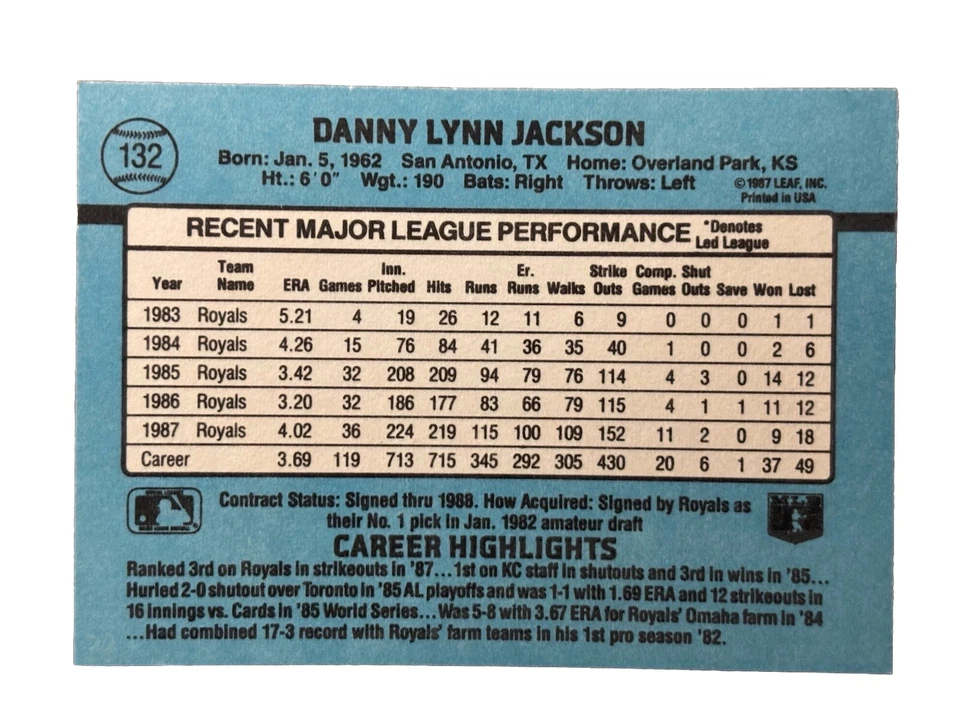 132
DANNY LYNN JACKSON
Born: Jan. 5, 1962 San Antonio, TX Home: Overland Park, KS
Ht.: 6'0" Wgt.: 190 Bats: Right Throws: Left
©1987 LEAF, INC.
Printed in USA
RECENT MAJOR LEAGUE PERFORMANCE *Denotes Led League
Year Team Name ERA Games Inn. Pitched Hits Runs Er. Runs Walks Strike Outs Comp. Games Shut Outs Save Won Lost
1983 Royals 5.21 4 19 26 12 11 6 9 0 0 0 1 1
1984 Royals 4.26 15 76 84 41 36 35 40 1 0 0 2 6
1985 Royals 3.42 32 208 209 94 79 76 114 4 3 0 14 12
1986 Royals 3.20 32 186 177 83 66 79 115 4 1 1 11 12
1987 Royals 4.02 36 224 219 115 100 109 152 11 2 0 9 18
Career 3.69 119 713 715 345 292 305 430 20 6 1 37 49
Contract Status: Signed thru 1988. How Acquired: Signed by Royals as
their No. 1 pick in Jan. 1982 amateur draft
CAREER HIGHLIGHTS
Ranked 3rd on Royals in strikeouts in '87...1st on KC staff in shutouts and 3rd in wins in '85...
Hurled 2-0 shutout over Toronto in '85 AL playoffs and was 1-1 with 1.69 ERA and 12 strikeouts in
16 innings vs. Cards in '85 World Series...Was 5-8 with 3.67 ERA for Royals' Omaha farm in '84
...Had combined 17-3 record with Royals' farm teams in his 1st pro season '82.